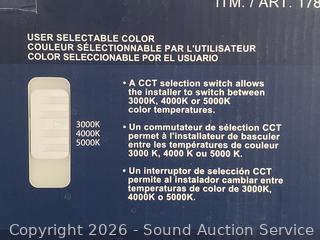 ITM. / ART. 178
USER SELECTABLE COLOR
COULEUR SÉLECTIONNABLE PAR L'UTILISATEUR
COLOR SELECCIONABLE POR EL USUARIO
3000K
4000K
5000K
• A CCT selection switch allows
the installer to switch between
3000K, 4000K or 5000K
color temperatures.
• Un commutateur de sélection CCT
permet à l'installateur de basculer
entre les températures de couleur
3000 K, 4000 K ou 5000 K.
• Un interruptor de selección CCT
permite al instalador cambiar entre
temperaturas de color de 3000K,
4000K o 5000K.
Copyright 2026 - Sound Auction Service